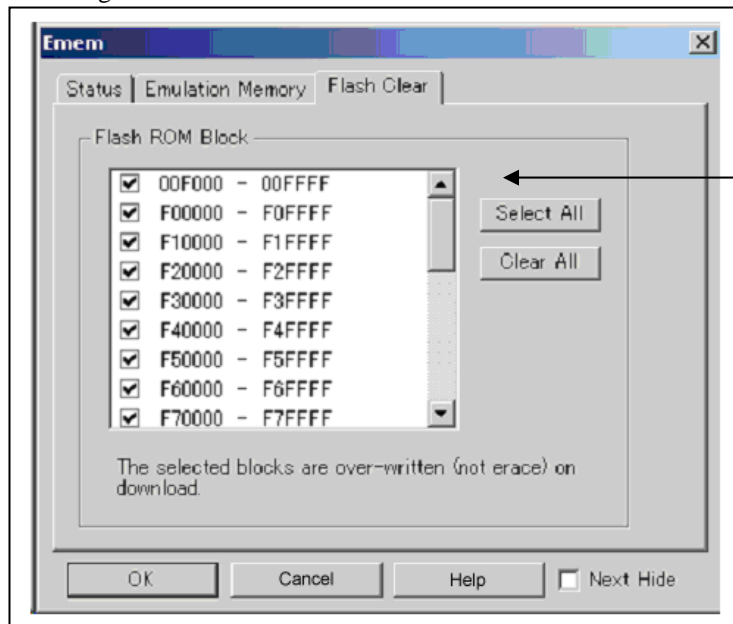 Emem
Status Emulation Memory Flash Clear
Flash ROM Block
00F000 - 00FFFF
F00000 - F0FFFF
F10000 - F1FFFF
F20000 - F2FFFF
F30000 - F3FFFF
F40000 - F4FFFF
F50000 - F5FFFF
F60000 - F6FFFF
F70000 - F7FFFF
Select All
Clear All
The selected blocks are over-written (not erace) on
download.
OK Cancel Help Next Hide